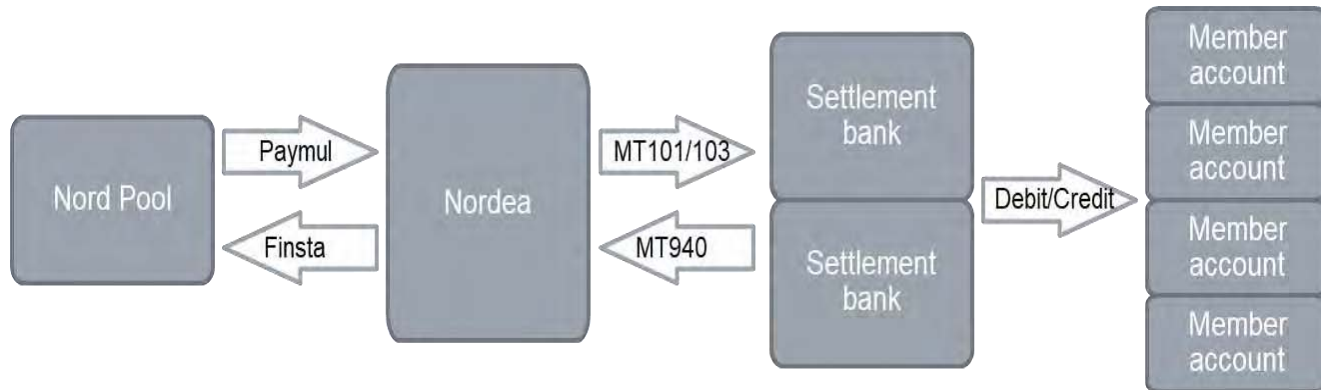 Nord Pool
Paymul
Finsta
Nordea
MT101/103
MT940
Settlement
bank
Settlement
bank
Debit/Credit
Member
account
Member
account
Member
account
Member
account